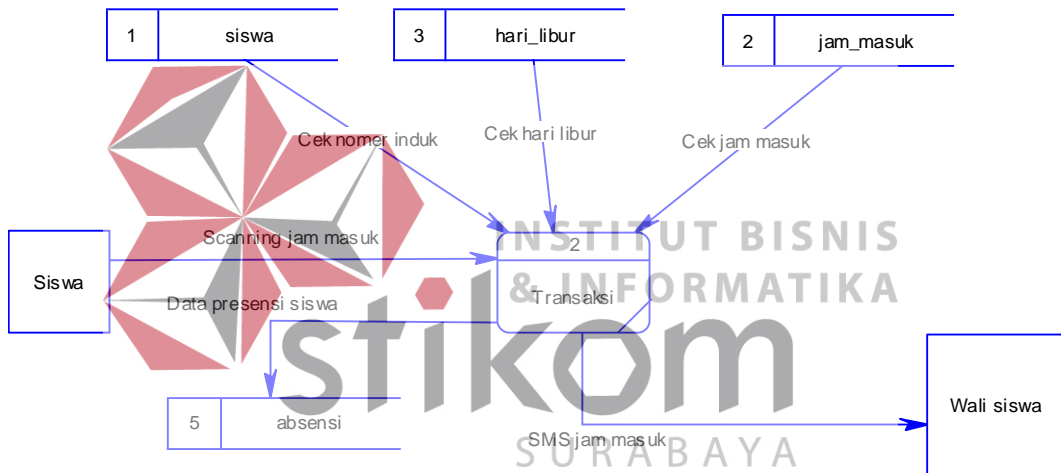 1 siswa
3 hari_libur
2 jam_masuk
Cek nomer induk
Cek hari libur
Cek jam masuk
INSTITUT BISNIS
& INFORMATIKA
stikom
SURABAYA
Siswa
Scanning jam masuk
2
Transaksi
Data presensi siswa
5 absensi
SMS jam masuk
Wali siswa